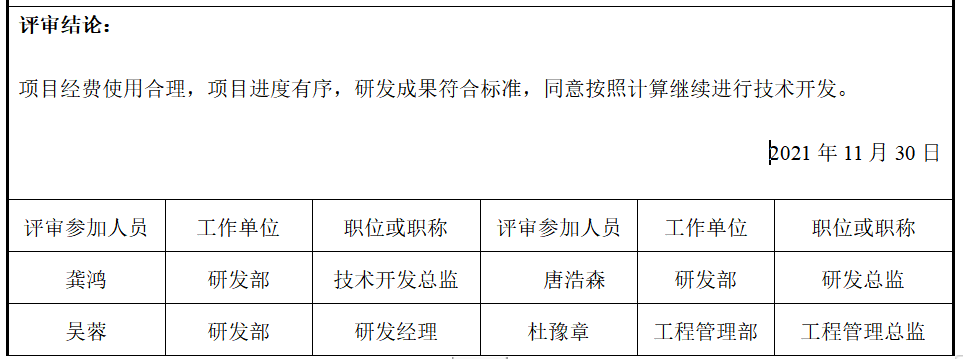 评审结论：
项目经费使用合理，项目进度有序，研发成果符合标准，同意按照计算继续进行技术开发。
2021 年 11 月 30 日
评审参加人员 工作单位 职位或职称 评审参加人员 工作单位 职位或职称
龚鸿 研发部 技术开发总监 唐浩森 研发部 研发总监
吴蓉 研发部 研发经理 杜豫章 工程管理部 工程管理总监